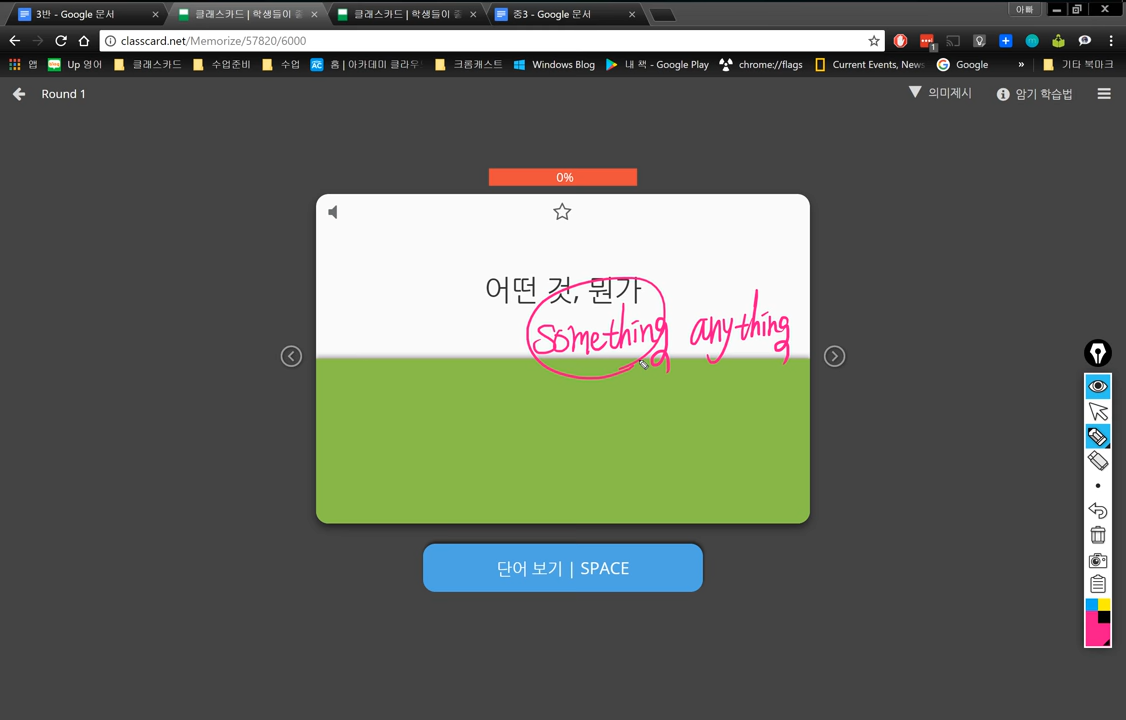 3반 - Google 문서
클래스카드 | 학생들이 좋
클래스카드 | 학생들이 좋
중3 - Google 문서
아빠
classcard.net/Memorize/57820/6000
1
앱
Up 영어
클래스카드
수업준비
수업
홈 | 아카데미 클라우
크롬캐스트
Windows Blog
내 책 - Google Play
chrome://flags
Current Events, News
Google
»
기타 북마크
Round 1
의미제시
암기 학습법
0%
어떤 것, 뭔가
something anything
단어 보기 | SPACE